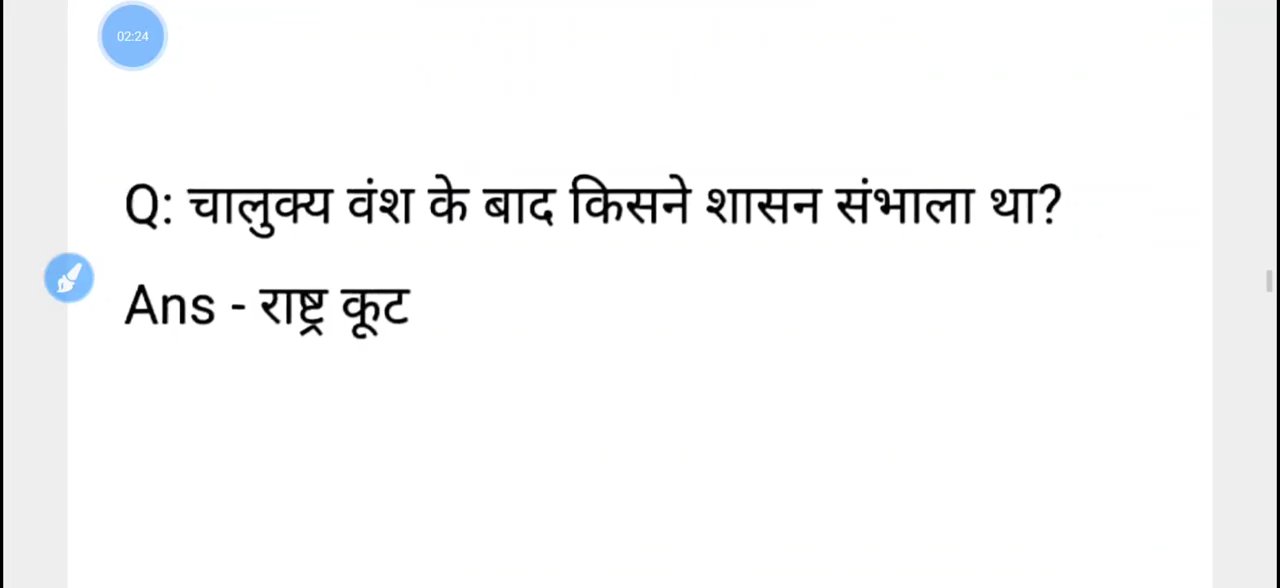 02:24
Q: चालुक्य वंश के बाद किसने शासन संभाला था?
Ans - राष्ट्र कूट